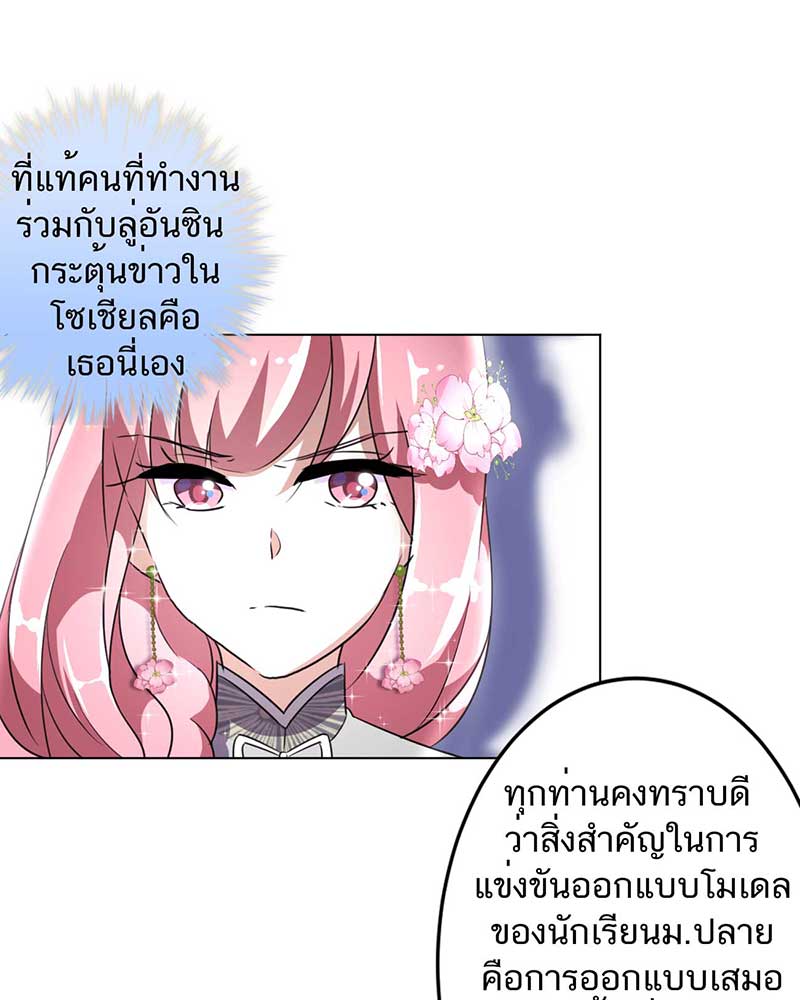 ที่แท้คนที่ทำงาน
ร่วมกับลู่อันซิน
กระตุ้นข่าวใน
โซเชียลคือ
เธอนี่เอง
ทุกท่านคงทราบดี
ว่าสิ่งสำคัญในการ
แข่งขันออกแบบโมเดล
ของนักเรียนม.ปลาย
คือการออกแบบเสมอ